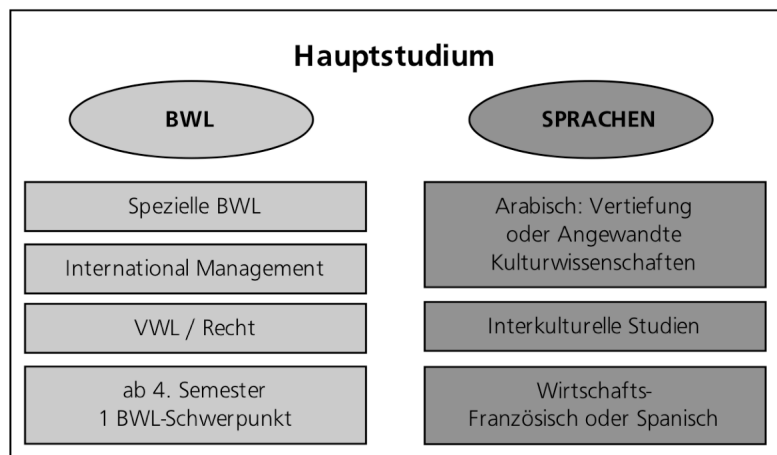 Hauptstudium
BWL
Spezielle BWL
International Management
VWL / Recht
ab 4. Semester
1 BWL-Schwerpunkt
SPRACHEN
Arabisch: Vertiefung
oder Angewandte
Kulturwissenschaften
Interkulturelle Studien
Wirtschafts-
Französisch oder Spanisch